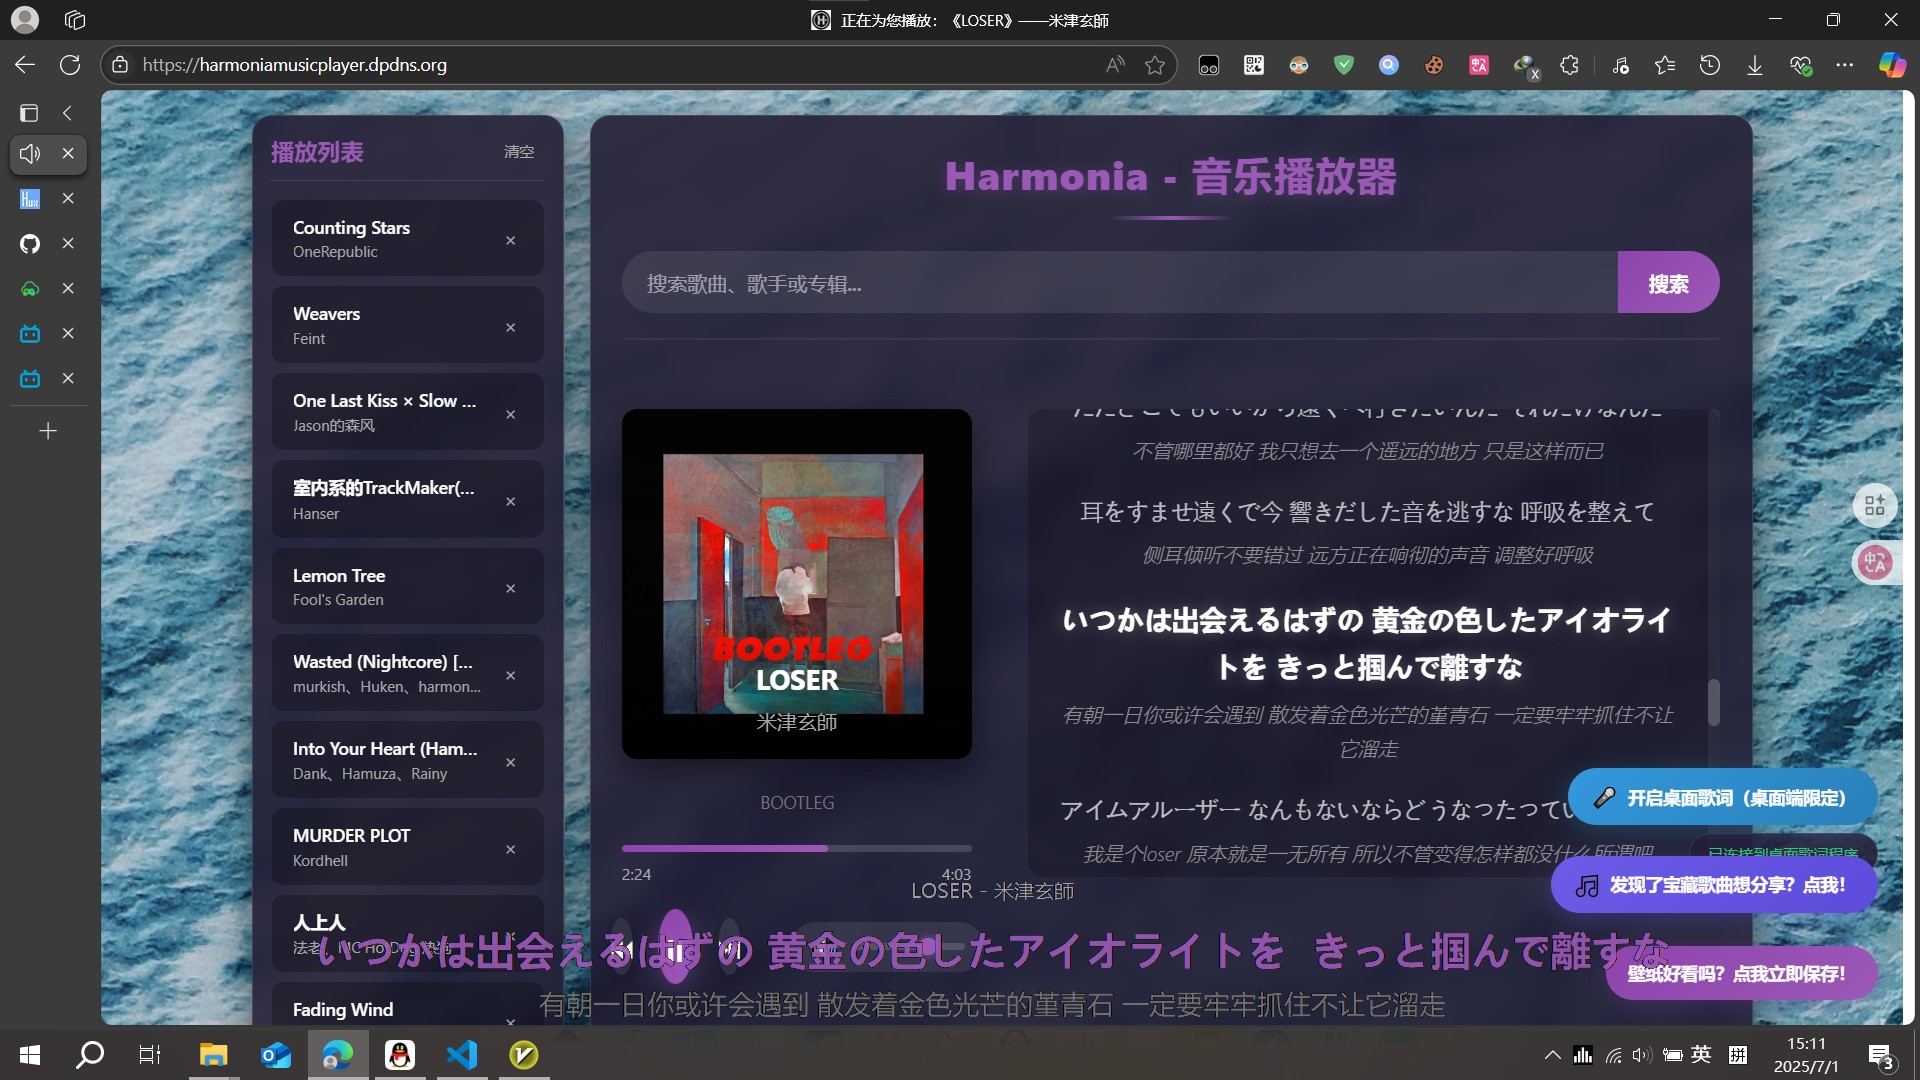 正在为您播放：《LOSER》——米津玄師
https://harmoniamusicplayer.dpdns.org
播放列表
清空
Counting Stars
OneRepublic
Weavers
Feint
One Last Kiss × Slow ...
Jason的森风
室内系的TrackMaker(...
Hanser
Lemon Tree
Fool's Garden
Wasted (Nightcore) [...
murkish、Huken、harmon...
Into Your Heart (Ham...
Dank、Hamuza、Rainy
MURDER PLOT
Kordhell
人上人
Fading Wind
Harmonia - 音乐播放器
搜索歌曲、歌手或专辑...
搜索
BOOTLEG
LOSER
米津玄師
BOOTLEG
2:24
4:03
不管哪里都好 我只想去一个遥远的地方 只是这样而已
耳をすませ遠くで今 響きだした音を逃すな 呼吸を整えて
侧耳倾听不要错过 远方正在响彻的声音 调整好呼吸
いつかは出会えるはずの 黄金の色したアイオライ
トを きっと掴んで離すな
有朝一日你或许会遇到 散发着金色光芒的堇青石 一定要牢牢抓住不让
它溜走
アイムアルーザー なんもないならどうなったってい
我是个loser 原本就是一无所有 所以不管变得怎样都没什么所谓吧
开启桌面歌词（桌面端限定）
已连接到桌面歌词程序
发现了宝藏歌曲想分享？点我！
壁纸好看吗？点我立即保存！
LOSER - 米津玄師
いつかは出会えるはずの 黄金の色したアイオライトを きっと掴んで離すな
有朝一日你或许会遇到 散发着金色光芒的堇青石 一定要牢牢抓住不让它溜走
英
拼
15:11
2025/7/1
3